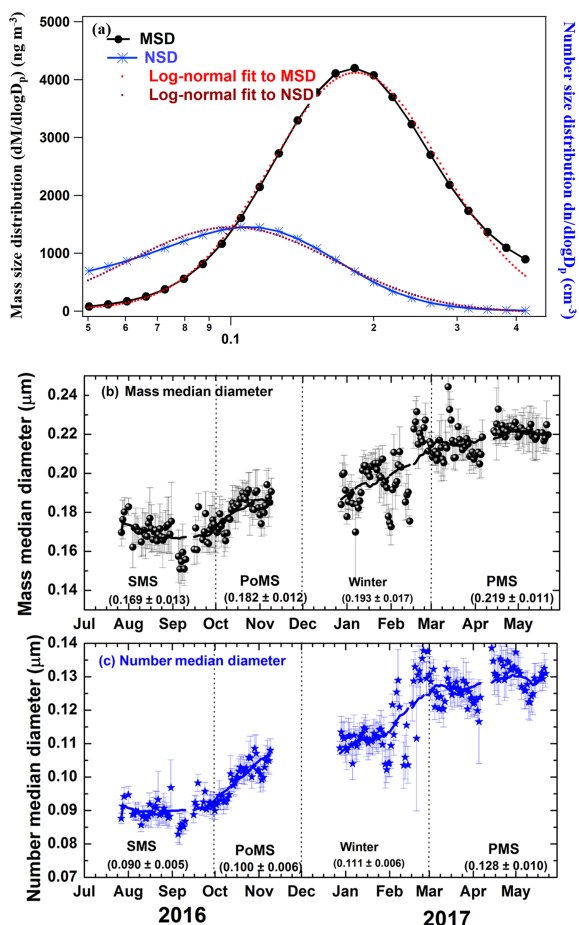 (a)
MSD
NSD
Log-normal fit to MSD
Log-normal fit to NSD
Mass size distribution (dM/dlogDp) (ng m-3)
Number size distribution dn/dlogDp (cm-3)
5000
4000
3000
2000
1000
0
5 6 7 8 9 0.1 2 3 4
(b) Mass median diameter
Mass median diameter (μm)
0.24
0.22
0.20
0.18
0.16
0.14
SMS PoMS Winter PMS
(0.169 ± 0.013) (0.182 ± 0.012) (0.193 ± 0.017) (0.219 ± 0.011)
Jul Aug Sep Oct Nov Dec Jan Feb Mar Apr May
(c) Number median diameter
Number median diameter (μm)
0.14
0.13
0.12
0.11
0.10
0.09
0.08
0.07
SMS PoMS Winter PMS
(0.090 ± 0.005) (0.100 ± 0.006) (0.111 ± 0.006) (0.128 ± 0.010)
Jul Aug Sep Oct Nov Dec Jan Feb Mar Apr May
2016 2017